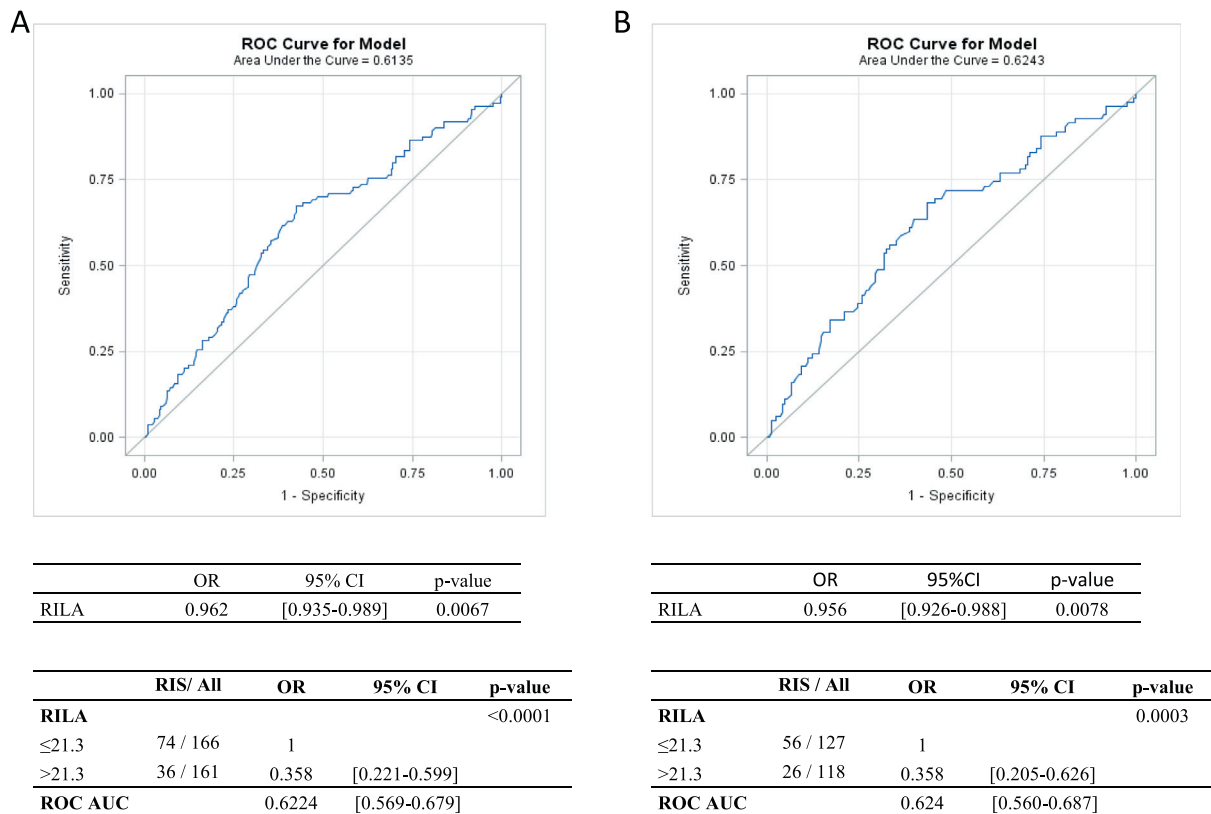 A
ROC Curve for Model
Area Under the Curve = 0.6135
1.00
0.75
0.50
0.25
0.00
Sensitivity
0.00 0.25 0.50 0.75 1.00
1 - Specificity
OR 95% CI p-value
RILA 0.962 [0.935-0.989] 0.0067
RIS/ All OR 95% CI p-value
RILA <0.0001
≤21.3 74 / 166 1
>21.3 36 / 161 0.358 [0.221-0.599]
ROC AUC 0.6224 [0.569-0.679]
B
ROC Curve for Model
Area Under the Curve = 0.6243
1.00
0.75
0.50
0.25
0.00
Sensitivity
0.00 0.25 0.50 0.75 1.00
1 - Specificity
OR 95%CI p-value
RILA 0.956 [0.926-0.988] 0.0078
RIS / All OR 95% CI p-value
RILA 0.0003
≤21.3 56 / 127 1
>21.3 26 / 118 0.358 [0.205-0.626]
ROC AUC 0.624 [0.560-0.687]